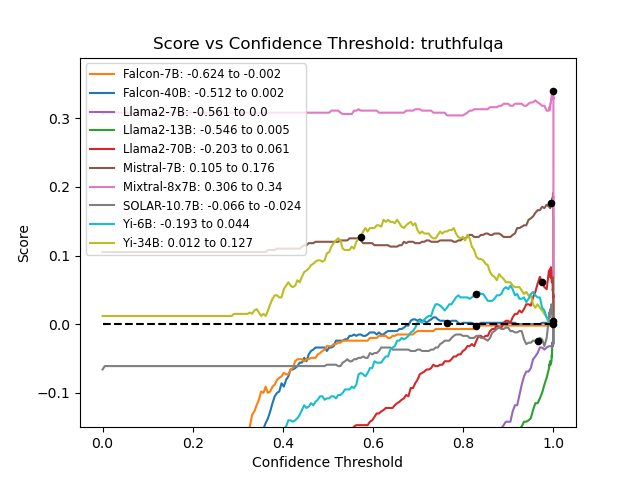 Score vs Confidence Threshold: truthfulqa
Falcon-7B: -0.624 to -0.002
Falcon-40B: -0.512 to 0.002
Llama2-7B: -0.561 to 0.0
Llama2-13B: -0.546 to 0.005
Llama2-70B: -0.203 to 0.061
Mistral-7B: 0.105 to 0.176
Mixtral-8x7B: 0.306 to 0.34
SOLAR-10.7B: -0.066 to -0.024
Yi-6B: -0.193 to 0.044
Yi-34B: 0.012 to 0.127
Score
0.3
0.2
0.1
0.0
−0.1
0.0 0.2 0.4 0.6 0.8 1.0
Confidence Threshold